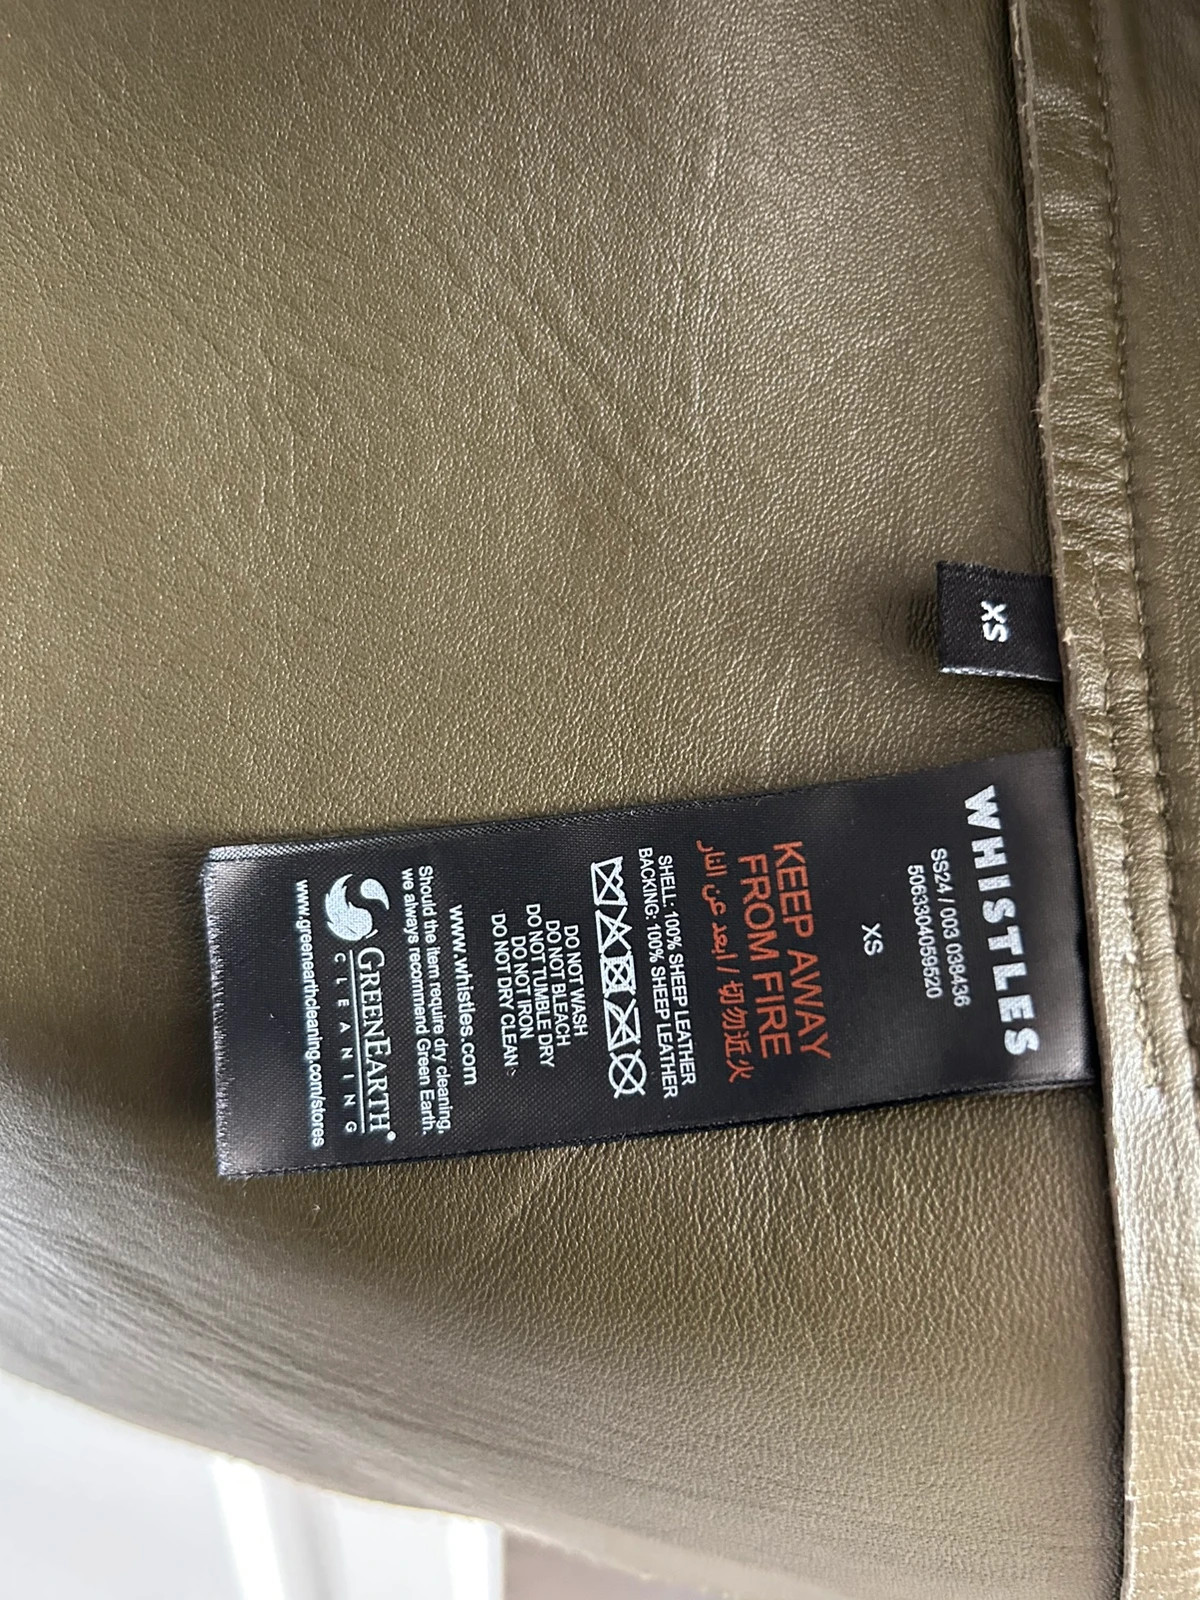 XS
WHISTLES
SS24 / 003 038436
5063304059520
XS
KEEP AWAY
FROM FIRE
ابعد عن النار / 切勿近火
SHELL: 100% SHEEP LEATHER
BACKING: 100% SHEEP LEATHER
DO NOT WASH
DO NOT BLEACH
DO NOT TUMBLE DRY
DO NOT IRON
DO NOT DRY CLEAN
www.whistles.com
Should the item require dry cleaning,
we always recommend Green Earth.
GREENEARTH®
CLEANING
www.greenearthcleaning.com/stores